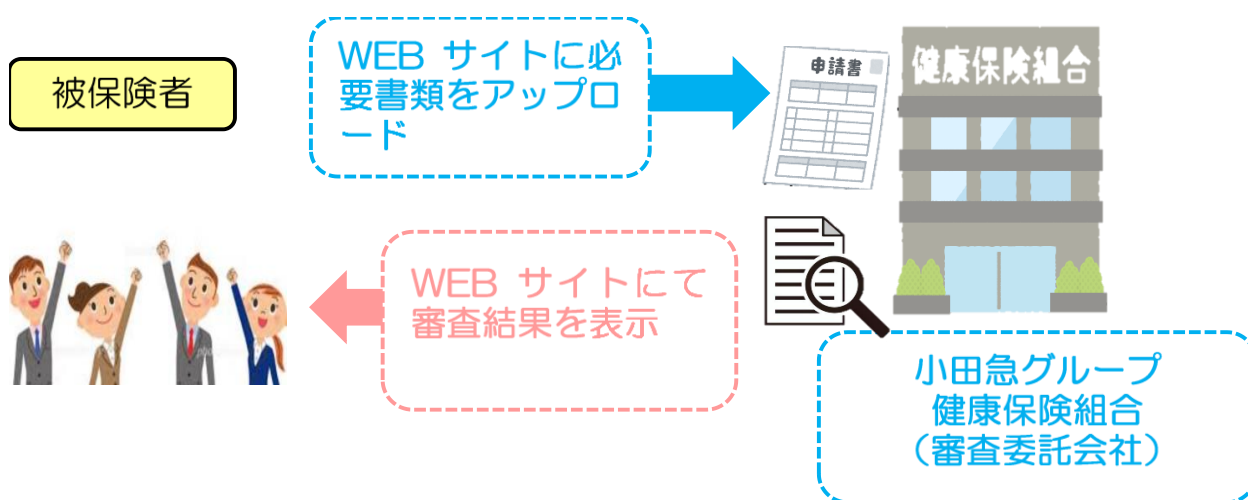 被保険者
WEB サイトに必
要書類をアップロ
ード
申請書
健康保険組合
WEB サイトにて
審査結果を表示
小田急グループ
健康保険組合
（審査委託会社）